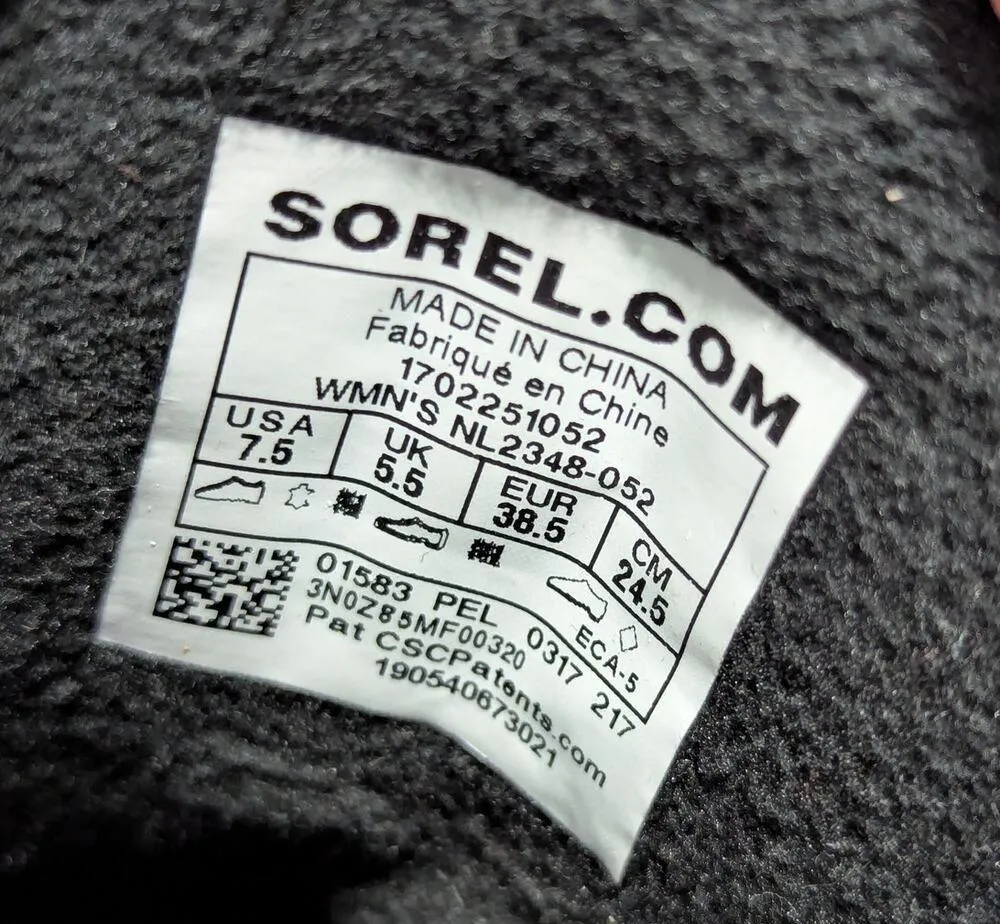 SOREL.COM
MADE IN CHINA
Fabriqué en Chine
1702251052
WMN'S NL2348-052
USA UK EUR CM
7.5 5.5 38.5 24.5
ECA-5
01583 PEL 0317 217
3N0Z85MF00320
Pat CSCPatents.com
190540673021